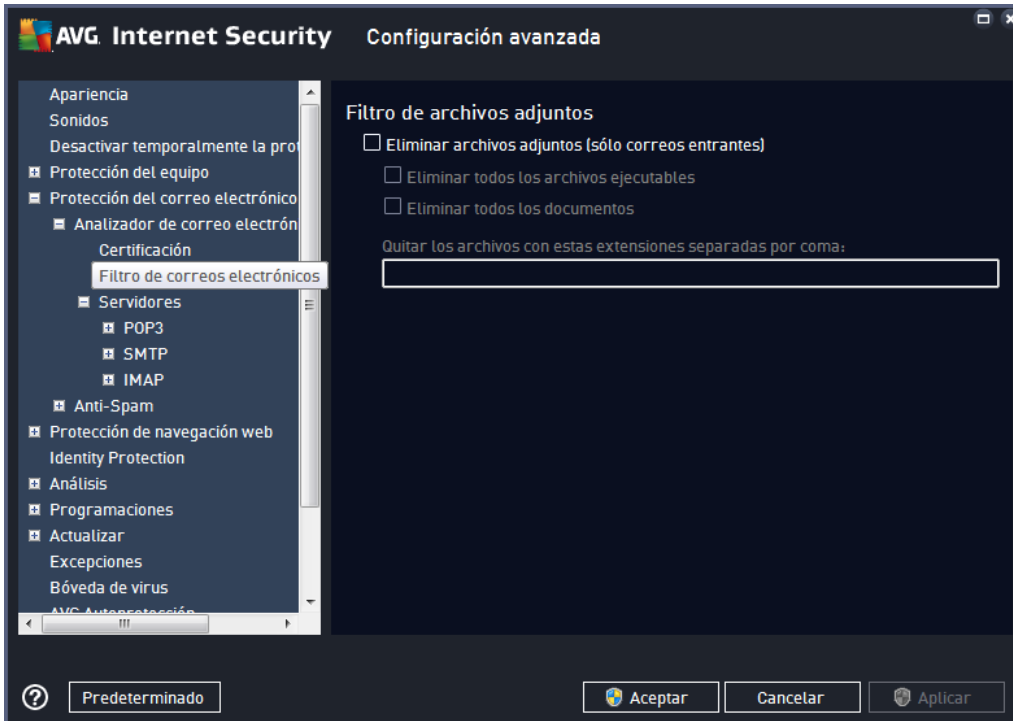 AVG. Internet Security Configuración avanzada
Apariencia
Sonidos
Desactivar temporalmente la
Protección del equipo
Protección del correo electrónico
Analizador de correo
Certificación
Filtro de correos electrónicos
Servidores
POP3
SMTP
IMAP
Anti-Spam
Protección de navegación web
Identity Protection
Análisis
Programaciones
Actualizar
Excepciones
Bóveda de virus
AVG Autoprotección
Filtro de archivos adjuntos
Eliminar archivos adjuntos (sólo correos entrantes)
Eliminar todos los archivos ejecutables
Eliminar todos los documentos
Quitar los archivos con estas extensiones separadas por coma:
? Predeterminado Aceptar Cancelar Aplicar